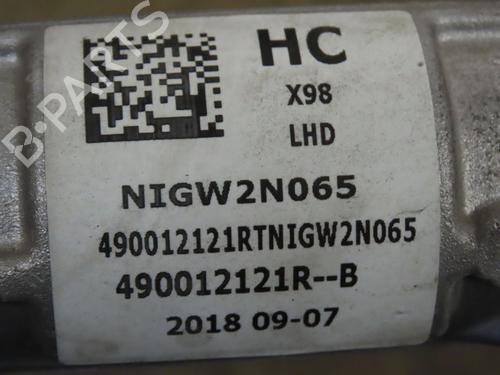 B-PARTS
HC
X98
LHD
NIGW2N065
490012121RTNIGW2N065
490012121R--B
2018 09-07